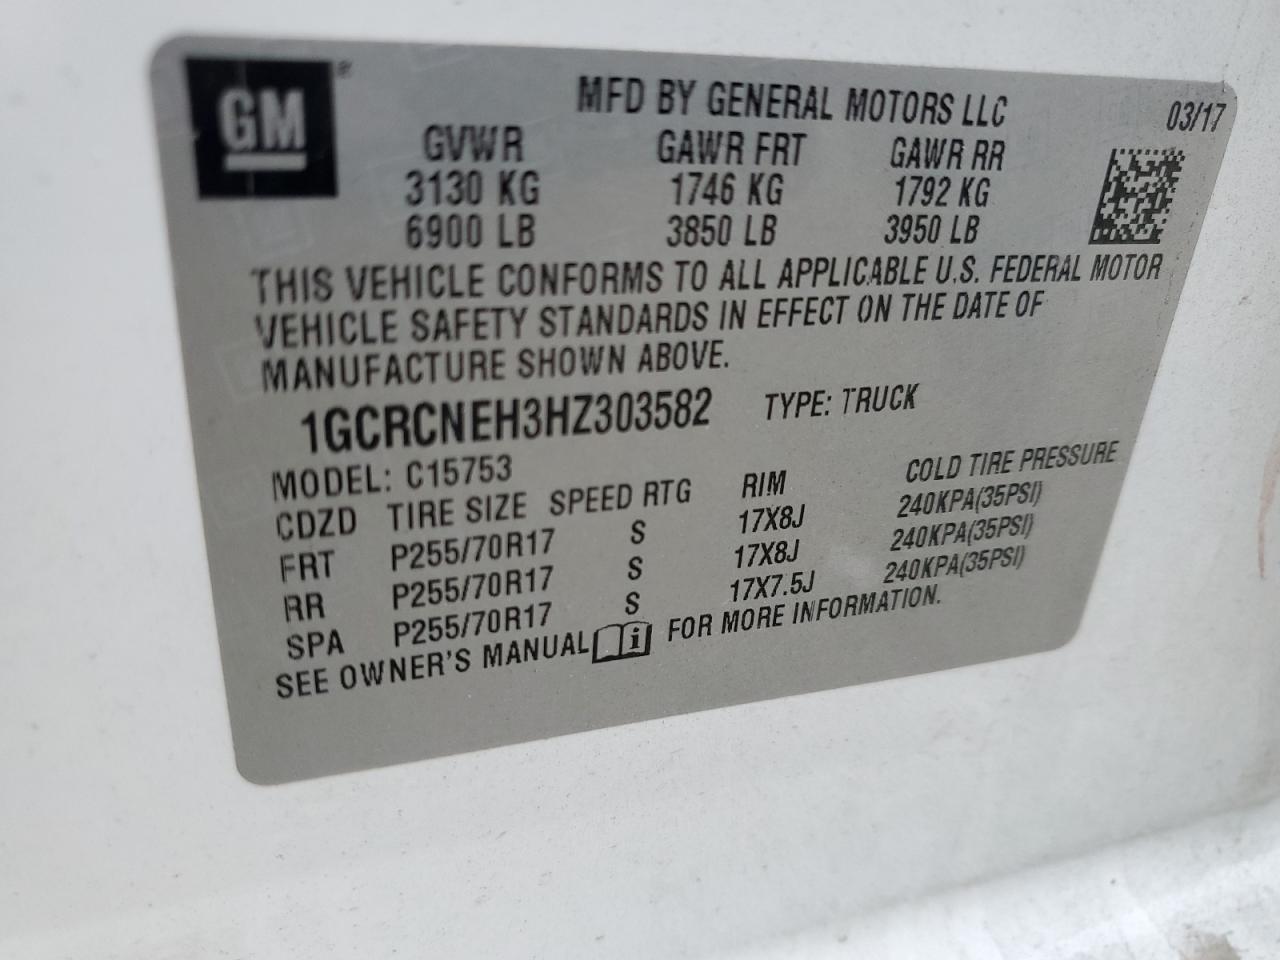 GM
MFD BY GENERAL MOTORS LLC 03/17
GVWR GAWR FRT GAWR RR
3130 KG 1746 KG 1792 KG
6900 LB 3850 LB 3950 LB
THIS VEHICLE CONFORMS TO ALL APPLICABLE U.S. FEDERAL MOTOR
VEHICLE SAFETY STANDARDS IN EFFECT ON THE DATE OF
MANUFACTURE SHOWN ABOVE.
1GCRCNEH3HZ303582 TYPE: TRUCK
MODEL: C15753
CDZD TIRE SIZE SPEED RTG RIM COLD TIRE PRESSURE
FRT P255/70R17 S 17X8J 240KPA(35PSI)
RR P255/70R17 S 17X8J 240KPA(35PSI)
SPA P255/70R17 S 17X7.5J 240KPA(35PSI)
SEE OWNER'S MANUAL i FOR MORE INFORMATION.